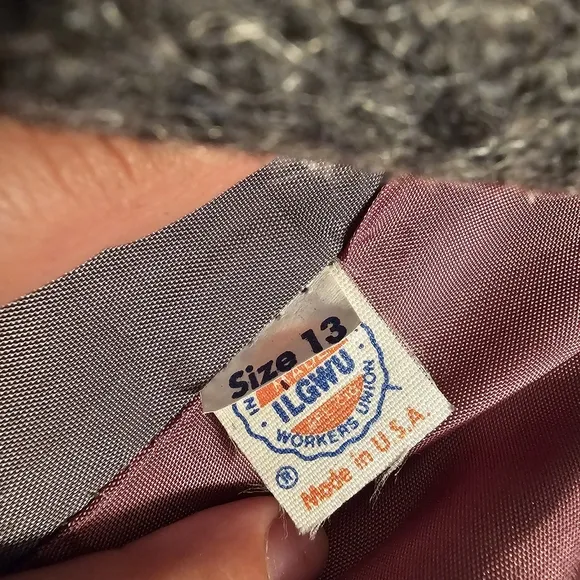 Size 13
ILGWU
WORKERS UNION
®
Made in U.S.A.